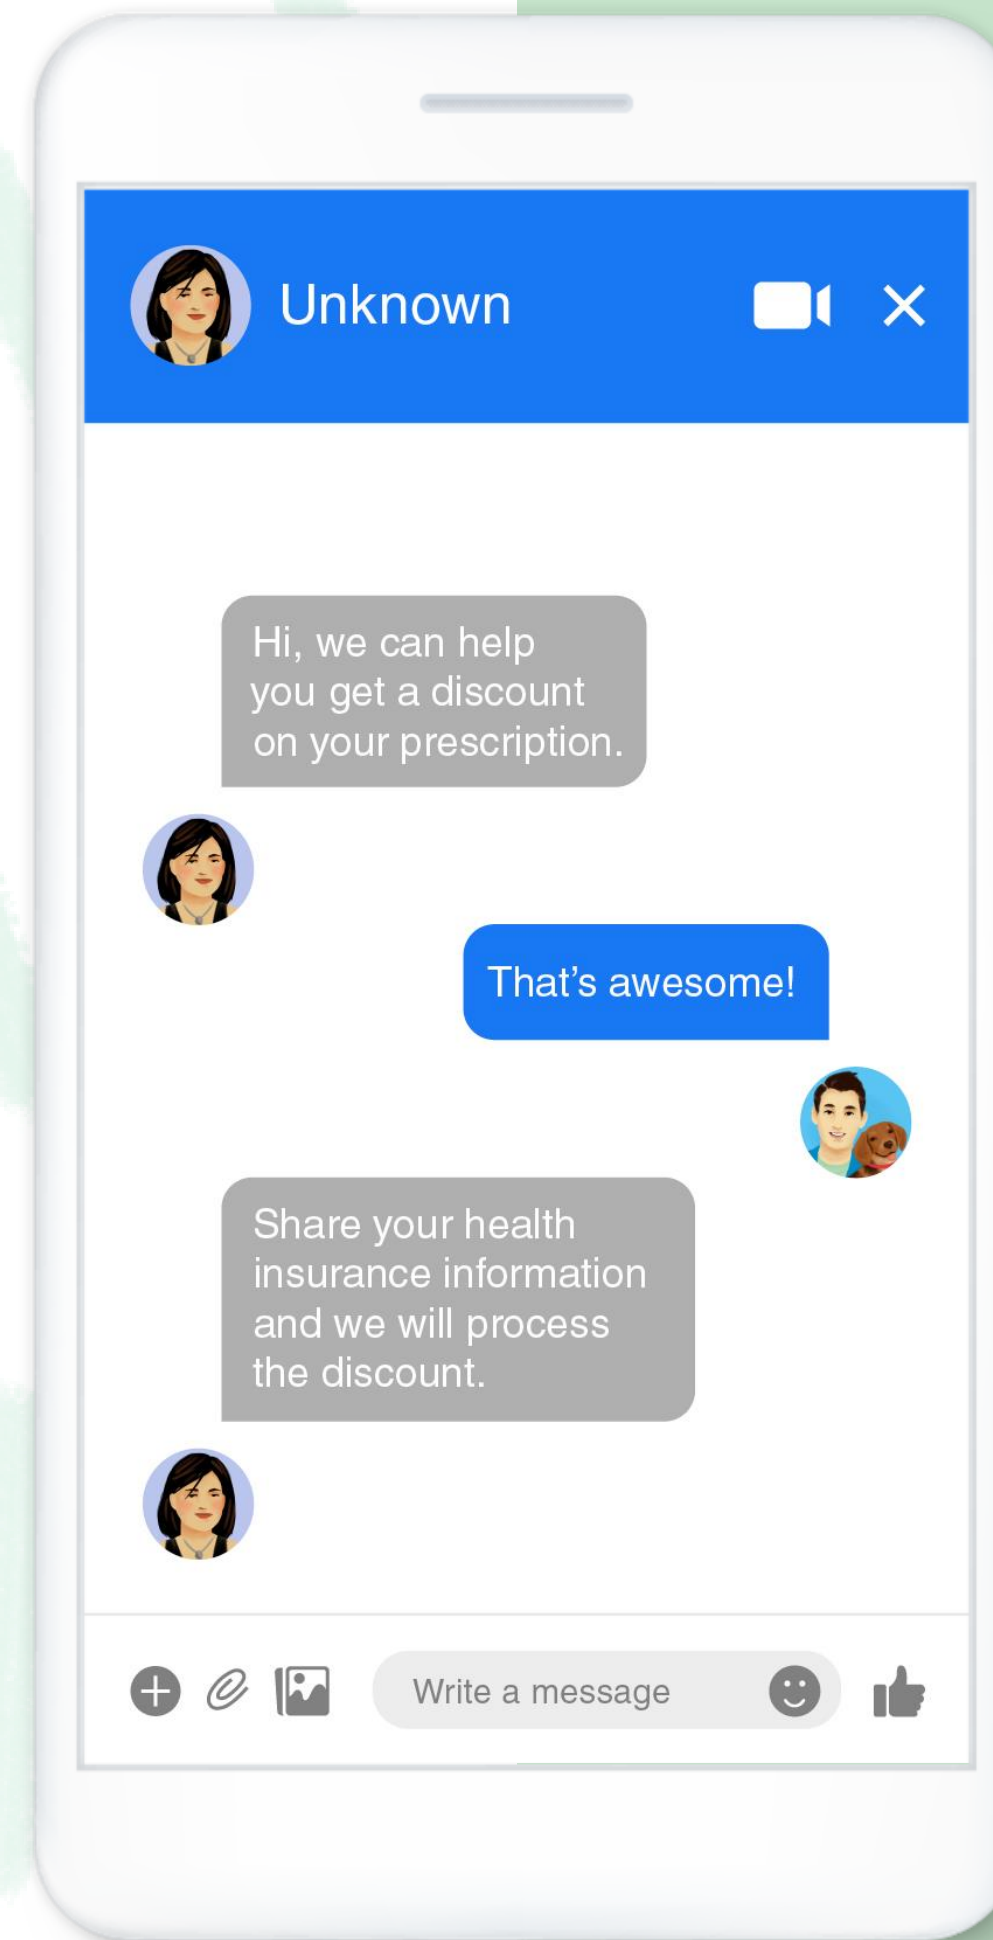 Unknown
Hi, we can help
you get a discount
on your prescription.
That’s awesome!
Share your health
insurance information
and we will process
the discount.
Write a message